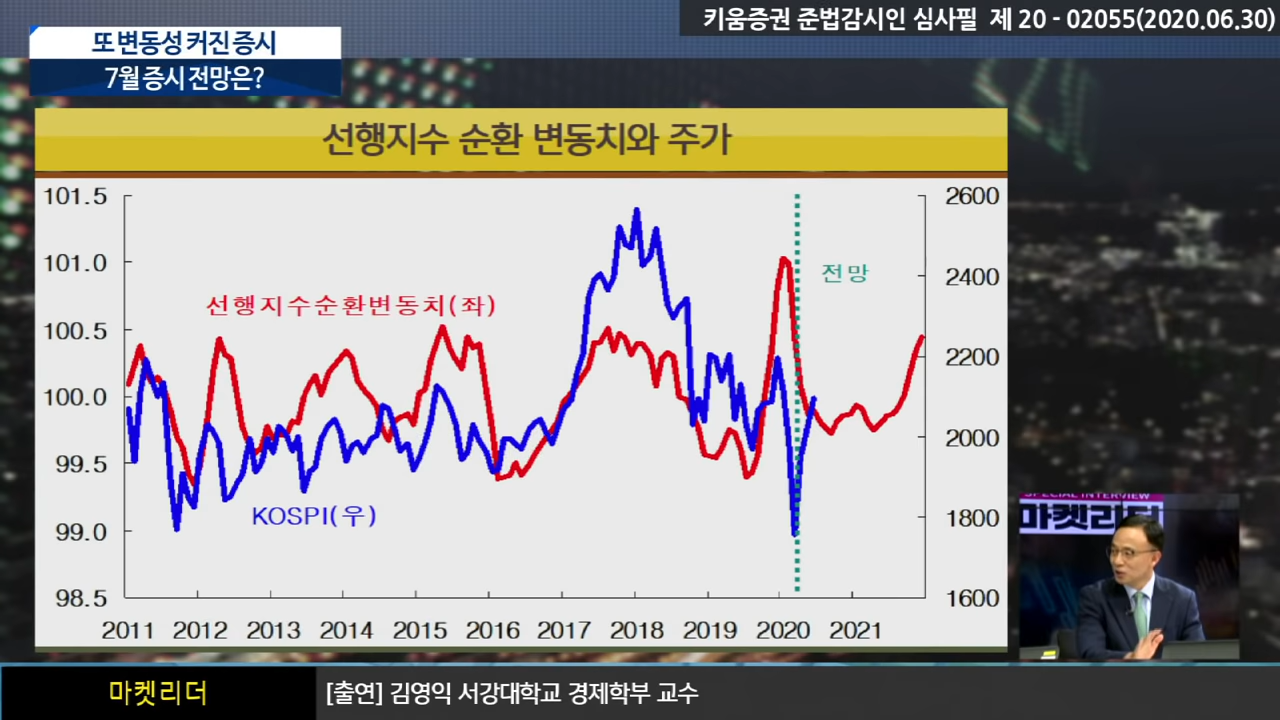 키움증권 준법감시인 심사필 제 20 - 02055(2020.06.30)
또 변동성 커진 증시
7월 증시 전망은?
선행지수 순환 변동치와 주가
101.5
101.0
100.5
100.0
99.5
99.0
98.5
2600
2400
2200
2000
1800
1600
선행지수순환변동치(좌)
전망
KOSPI(우)
2011 2012 2013 2014 2015 2016 2017 2018 2019 2020 2021
SPECIAL INTERVIEW
마켓리더
마켓리더
[출연] 김영익 서강대학교 경제학부 교수